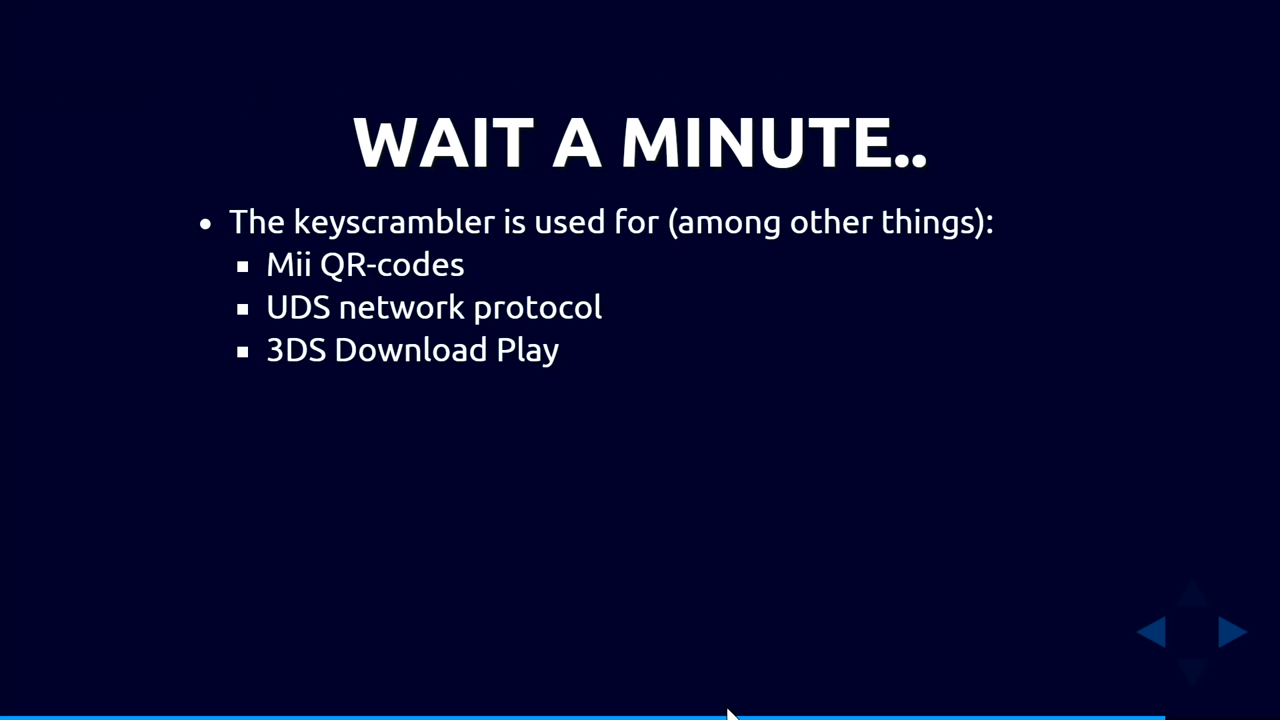 WAIT A MINUTE..
The keyscrambler is used for (among other things):
Mii QR-codes
UDS network protocol
3DS Download Play